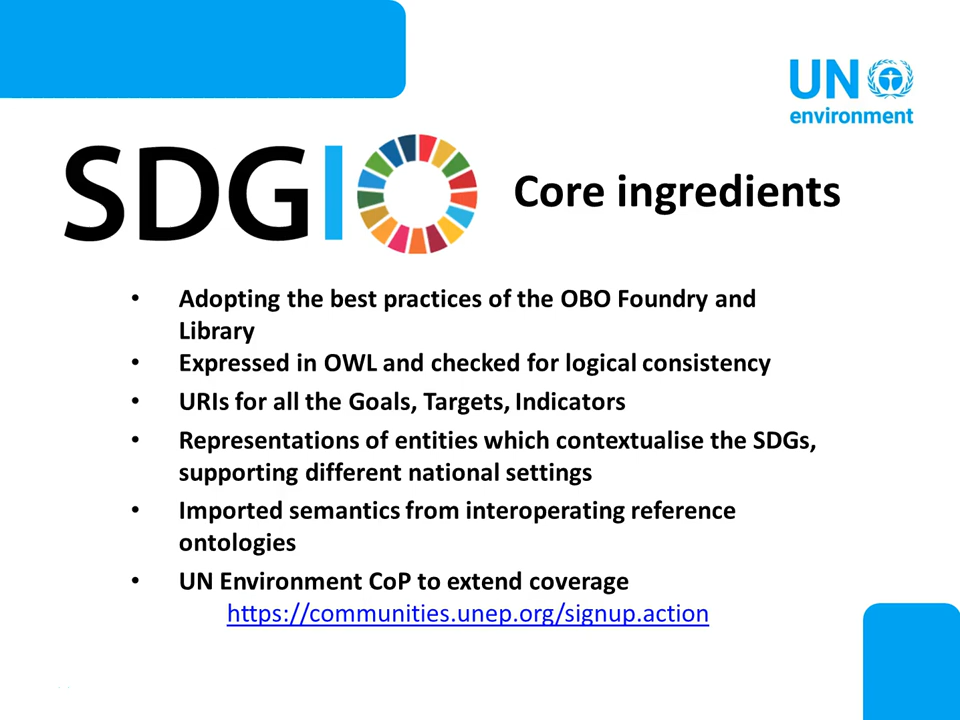 UN
environment
SDGIO
Core ingredients
• Adopting the best practices of the OBO Foundry and
Library
• Expressed in OWL and checked for logical consistency
• URIs for all the Goals, Targets, Indicators
• Representations of entities which contextualise the SDGs,
supporting different national settings
• Imported semantics from interoperating reference
ontologies
• UN Environment CoP to extend coverage
https://communities.unep.org/signup.action